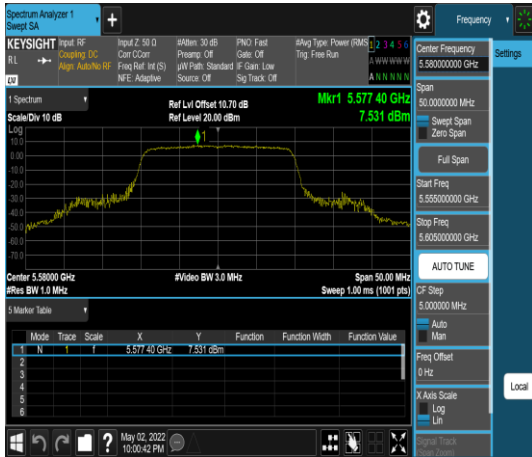 Spectrum Analyzer 1
Swept SA
Frequency
KEYSIGHT
RL
Input: RF
Coupling: DC
Align: Auto/No RF
Input Z: 50 Ω
Corr CCorr
Freq Ref: Int (S)
NFE: Adaptive
#Atten: 30 dB
Preamp: Off
µW Path: Standard
Source: Off
PNO: Fast
Gate: Off
IF Gain: Low
Sig Track: Off
#Avg Type: Power (RMS
Trig: Free Run
1 2 3 4 5 6
A W W W W W
A N N N N N
LXI
1 Spectrum
Scale/Div 10 dB
Ref Lvl Offset 10.70 dB
Ref Level 20.00 dBm
Mkr1 5.577 40 GHz
7.531 dBm
Log
10.0
0.00
-10.0
-20.0
-30.0
-40.0
-50.0
-60.0
-70.0
1
Center 5.58000 GHz
#Res BW 1.0 MHz
#Video BW 3.0 MHz
Span 50.00 MHz
Sweep 1.00 ms (1001 pts)
5 Marker Table
Mode Trace Scale X Y Function Function Width Function Value
1 N 1 f 5.577 40 GHz 7.531 dBm
2
3
4
5
6
May 02, 2022
10:00:42 PM
Center Frequency
5.580000000 GHz
Settings
Span
50.0000000 MHz
Swept Span
Zero Span
Full Span
Start Freq
5.555000000 GHz
Stop Freq
5.605000000 GHz
AUTO TUNE
CF Step
5.000000 MHz
Auto
Man
Freq Offset
0 Hz
Local
X Axis Scale
Log
Lin
Signal Track
(Span Zoom)